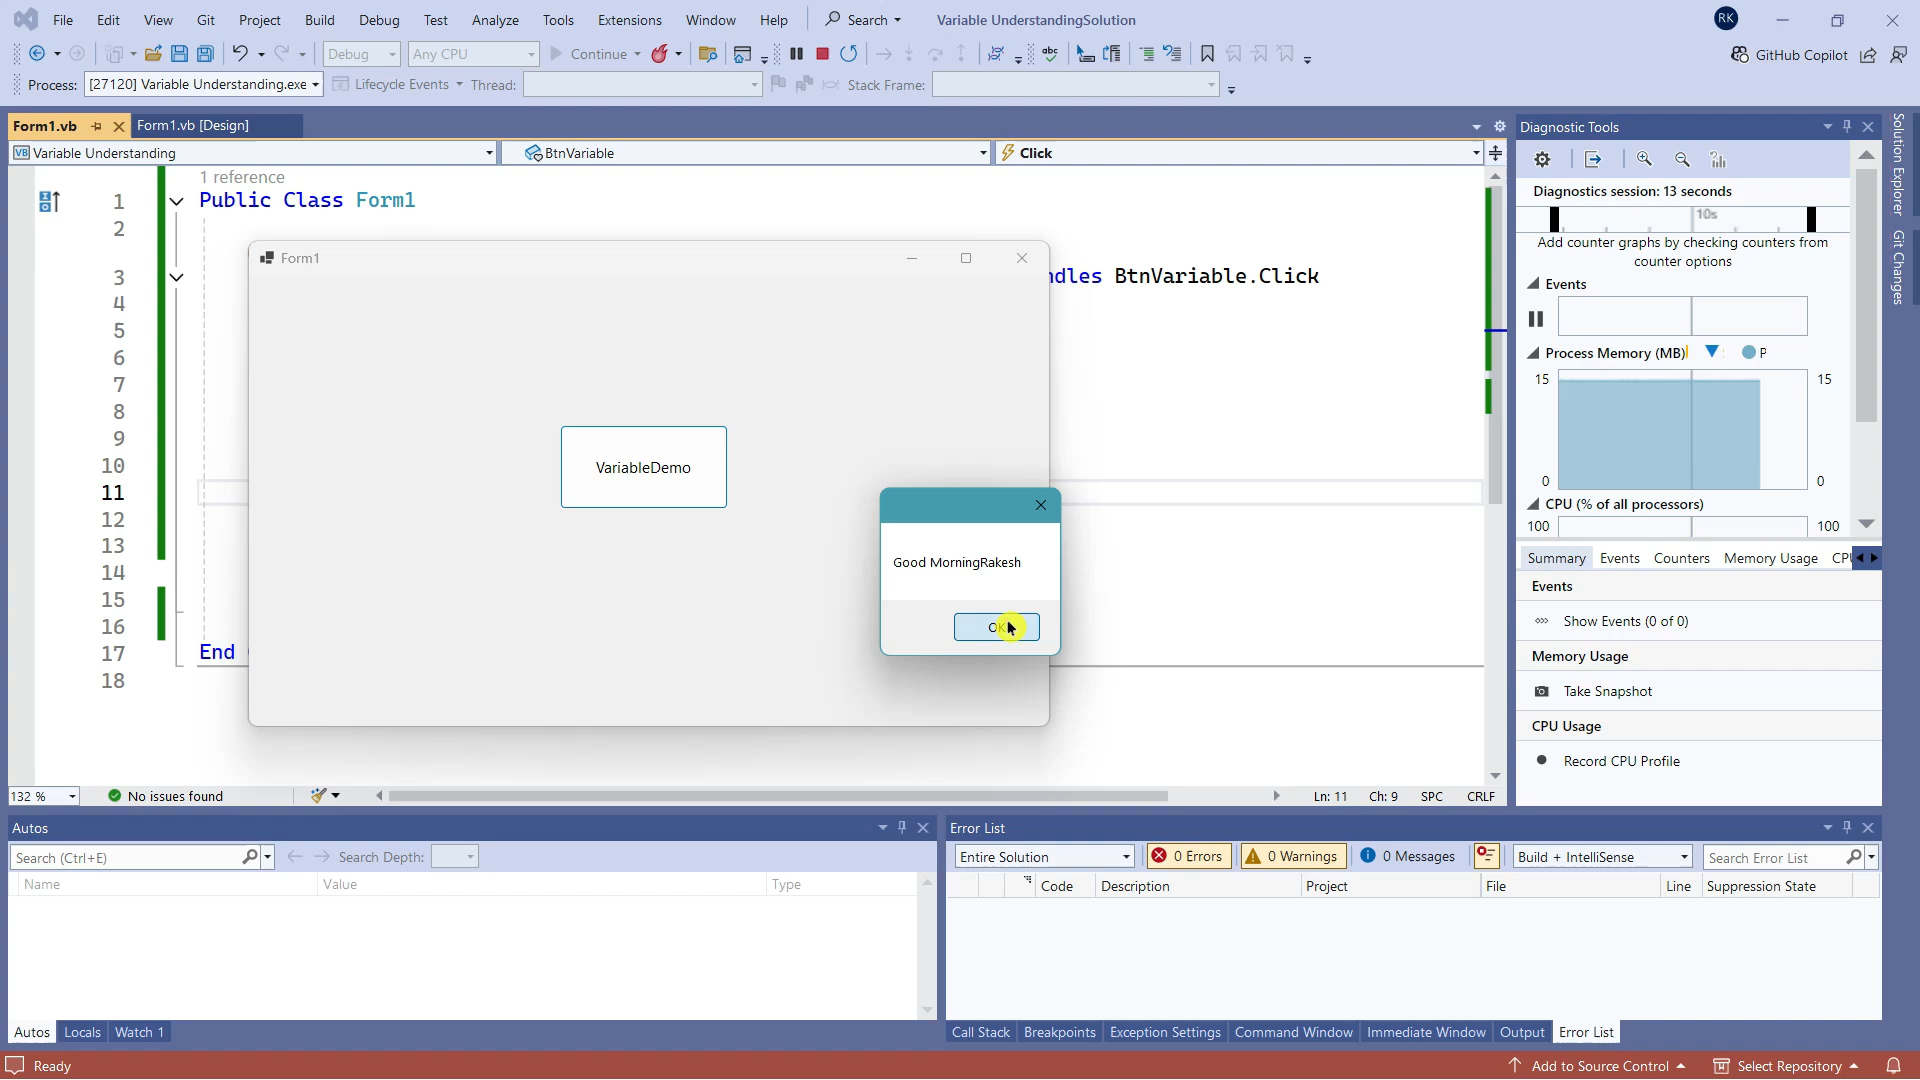 File Edit View Git Project Build Debug Test Analyze Tools Extensions Window Help Search Variable UnderstandingSolution RK
Debug Any CPU Continue GitHub Copilot
Process: [27120] Variable Understanding.exe Lifecycle Events Thread: Stack Frame:
Form1.vb Form1.vb [Design]
Variable Understanding BtnVariable Click
1 reference
1 Public Class Form1
2
3 ndles BtnVariable.Click
4
5
6
7
8
9
10
11
12
13
14
15
16
17 End
18
Form1
VariableDemo
Good MorningRakesh
OK
132 % No issues found Ln: 11 Ch: 9 SPC CRLF
Diagnostic Tools
Diagnostics session: 13 seconds
10s
Add counter graphs by checking counters from
counter options
Events
Process Memory (MB) P
15 15
0 0
CPU (% of all processors)
100 100
Summary Events Counters Memory Usage CPU
Events
Show Events (0 of 0)
Memory Usage
Take Snapshot
CPU Usage
Record CPU Profile
Solution Explorer
Git Changes
Autos
Search (Ctrl+E) Search Depth:
Name Value Type
Autos Locals Watch 1
Error List
Entire Solution 0 Errors 0 Warnings 0 Messages Build + IntelliSense Search Error List
Code Description Project File Line Suppression State
Call Stack Breakpoints Exception Settings Command Window Immediate Window Output Error List
Ready Add to Source Control Select Repository